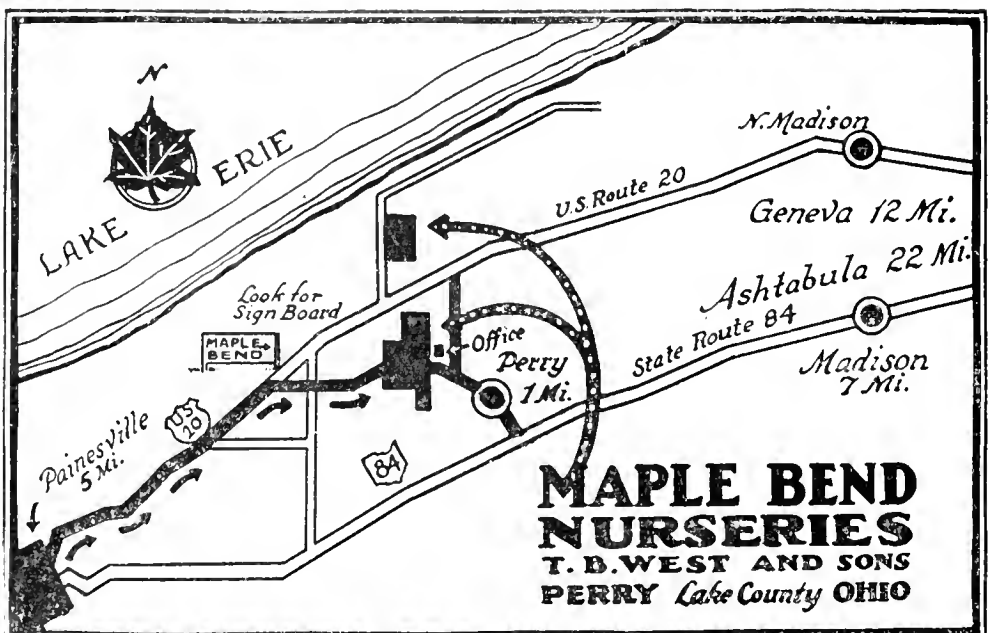 N
LAKE ERIE
N. Madison
U.S. Route 20
Geneva 12 Mi.
Ashtabula 22 Mi.
State Route 84
Madison
7 Mi.
Look for
Sign Board
MAPLE
BEND
Office
Perry
1 Mi.
US
10
Painesville
5 Mi.
84
MAPLE BEND
NURSERIES
T. B. WEST AND SONS
PERRY Lake County OHIO